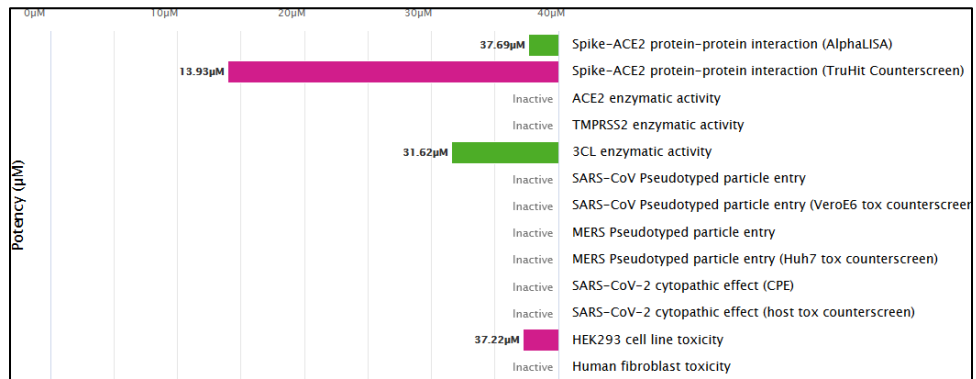 0μM 10μM 20μM 30μM 40μM
37.69μM Spike-ACE2 protein-protein interaction (AlphaLISA)
13.93μM Spike-ACE2 protein-protein interaction (TruHit Counterscreen)
Inactive ACE2 enzymatic activity
Inactive TMPRSS2 enzymatic activity
31.62μM 3CL enzymatic activity
Inactive SARS-CoV Pseudotyped particle entry
Inactive SARS-CoV Pseudotyped particle entry (VeroE6 tox counterscreen
Inactive MERS Pseudotyped particle entry
Inactive MERS Pseudotyped particle entry (Huh7 tox counterscreen)
Inactive SARS-CoV-2 cytopathic effect (CPE)
Inactive SARS-CoV-2 cytopathic effect (host tox counterscreen)
37.22μM HEK293 cell line toxicity
Inactive Human fibroblast toxicity
Potency (μM)